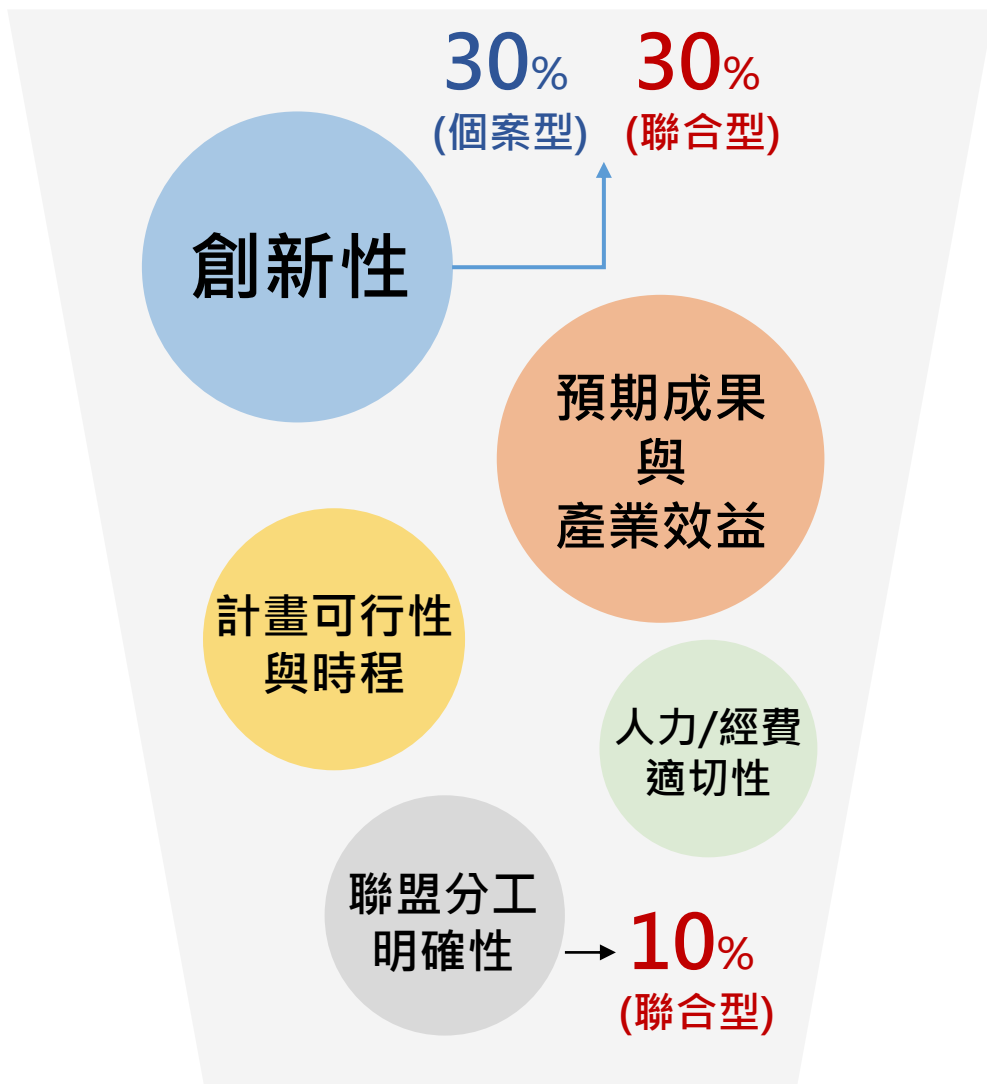 30% 30%
(個案型) (聯合型)
創新性
預期成果
與
產業效益
計畫可行性
與時程
人力/經費
適切性
聯盟分工
明確性
10%
(聯合型)